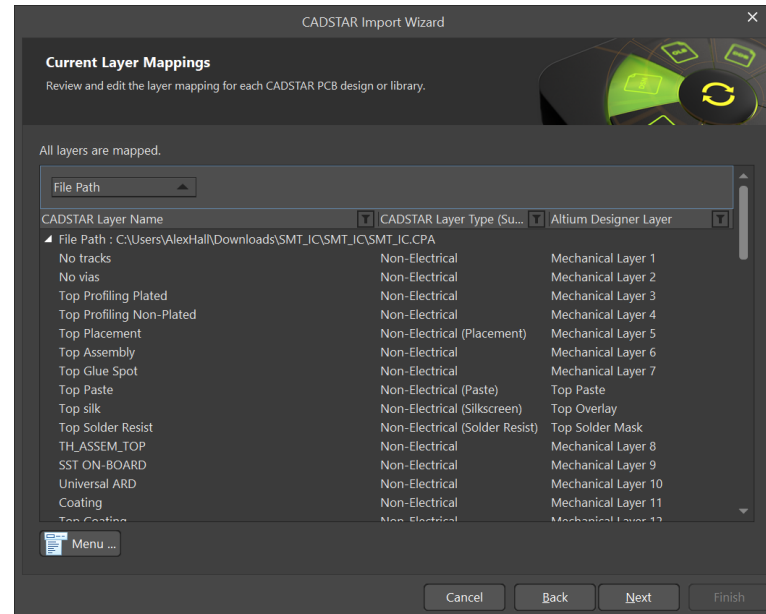 CADSTAR Import Wizard
Current Layer Mappings
Review and edit the layer mapping for each CADSTAR PCB design or library.
All layers are mapped.
File Path
CADSTAR Layer Name CADSTAR Layer Type (Su... Altium Designer Layer
File Path : C:\Users\AlexHall\Downloads\SMT_IC\SMT_IC\SMT_IC.CPA
No tracks Non-Electrical Mechanical Layer 1
No vias Non-Electrical Mechanical Layer 2
Top Profiling Plated Non-Electrical Mechanical Layer 3
Top Profiling Non-Plated Non-Electrical Mechanical Layer 4
Top Placement Non-Electrical (Placement) Mechanical Layer 5
Top Assembly Non-Electrical Mechanical Layer 6
Top Glue Spot Non-Electrical Mechanical Layer 7
Top Paste Non-Electrical (Paste) Top Paste
Top silk Non-Electrical (Silkscreen) Top Overlay
Top Solder Resist Non-Electrical (Solder Resist) Top Solder Mask
TH_ASSEM_TOP Non-Electrical Mechanical Layer 8
SST ON-BOARD Non-Electrical Mechanical Layer 9
Universal ARD Non-Electrical Mechanical Layer 10
Coating Non-Electrical Mechanical Layer 11
Top Coating Non-Electrical Mechanical Layer 12
Menu ...
Cancel Back Next Finish